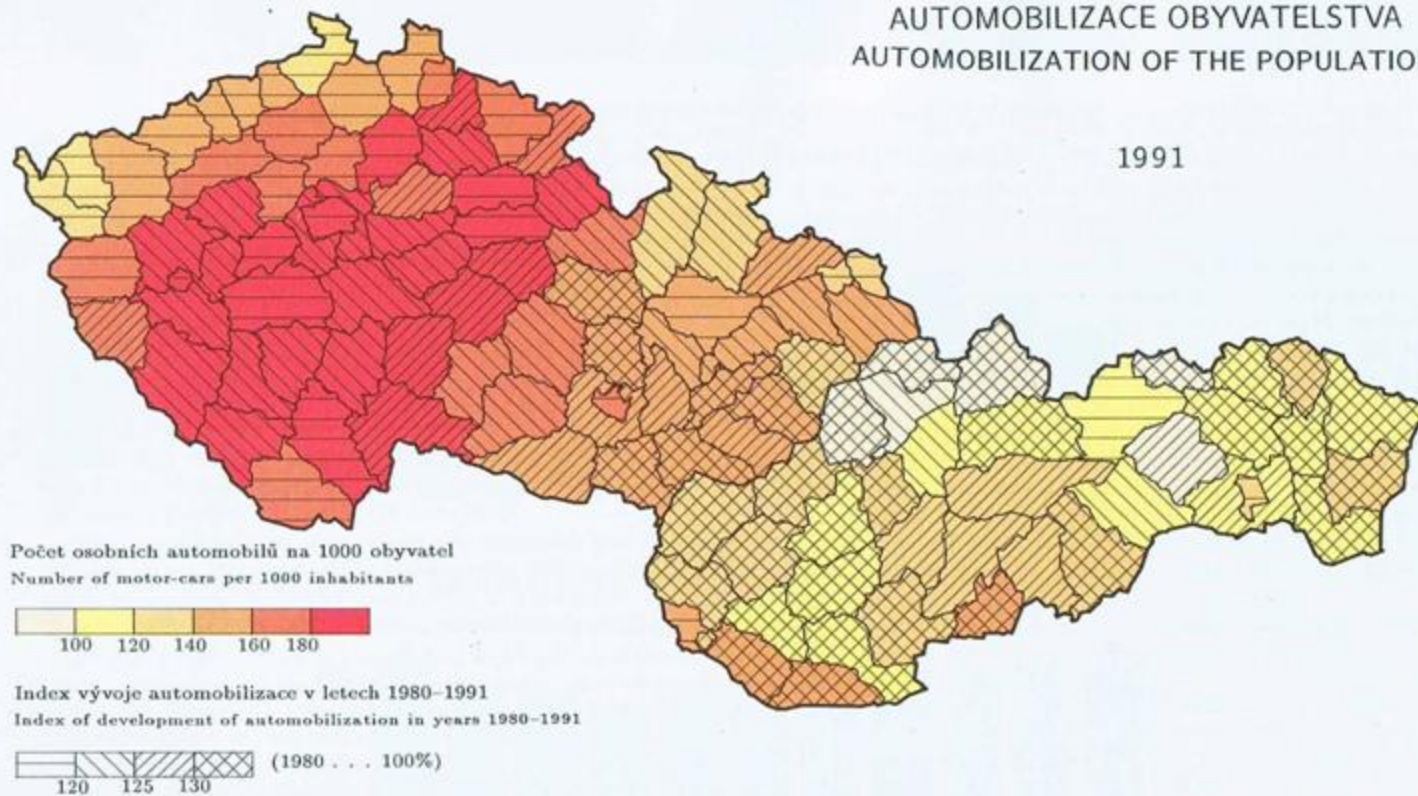 AUTOMOBILIZACE OBYVATELSTVA
AUTOMOBILIZATION OF THE POPULATIO
1991
Počet osobních automobilů na 1000 obyvatel
Number of motor-cars per 1000 inhabitants
100 120 140 160 180
Index vývoje automobilizace v letech 1980–1991
Index of development of automobilization in years 1980–1991
(1980 . . . 100%)
120 125 130